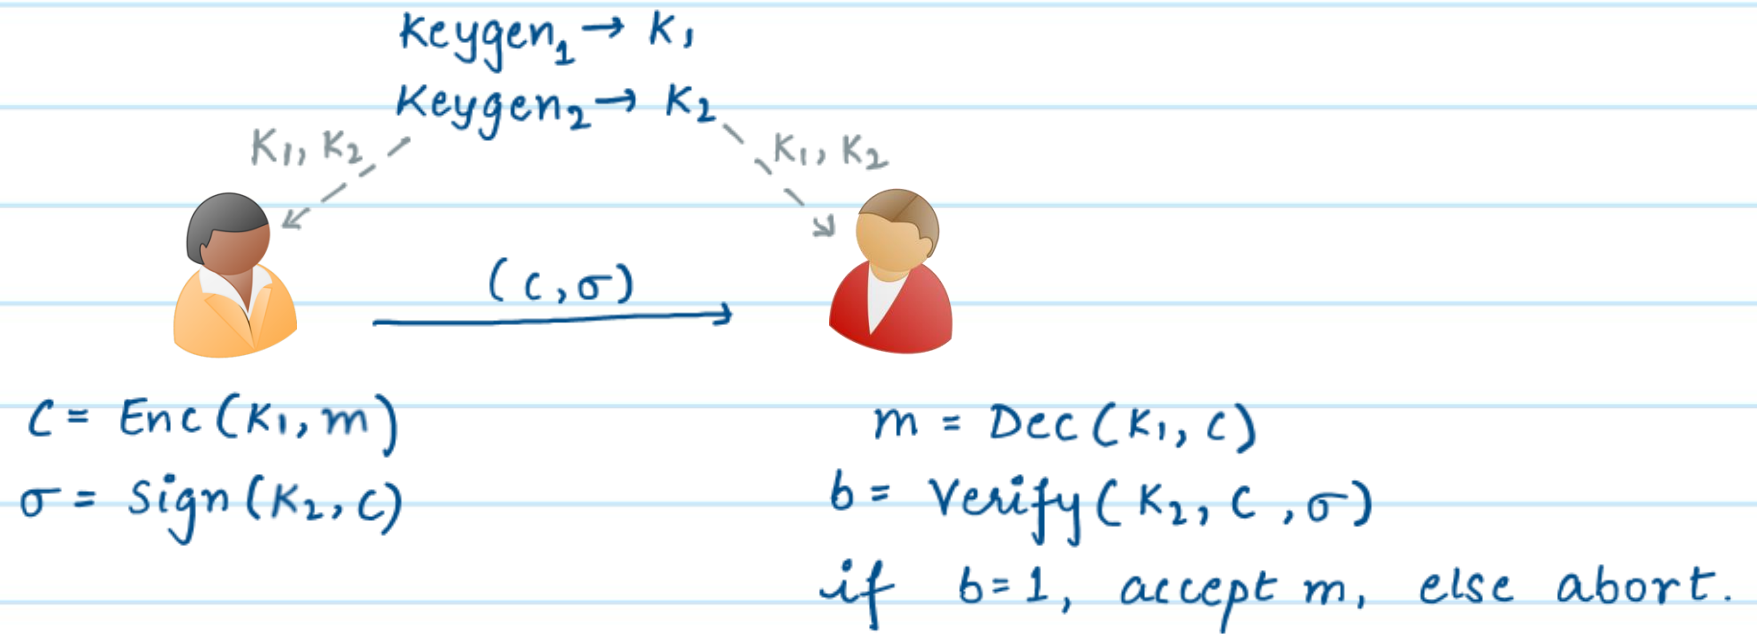 Keygen₁ → K₁
Keygen₂ → K₂
K₁, K₂
K₁, K₂
(c, σ)
C = Enc(K₁, m)
m = Dec(K₁, c)
σ = Sign(K₂, C)
b = Verify(K₂, C, σ)
if b=1, accept m, else abort.